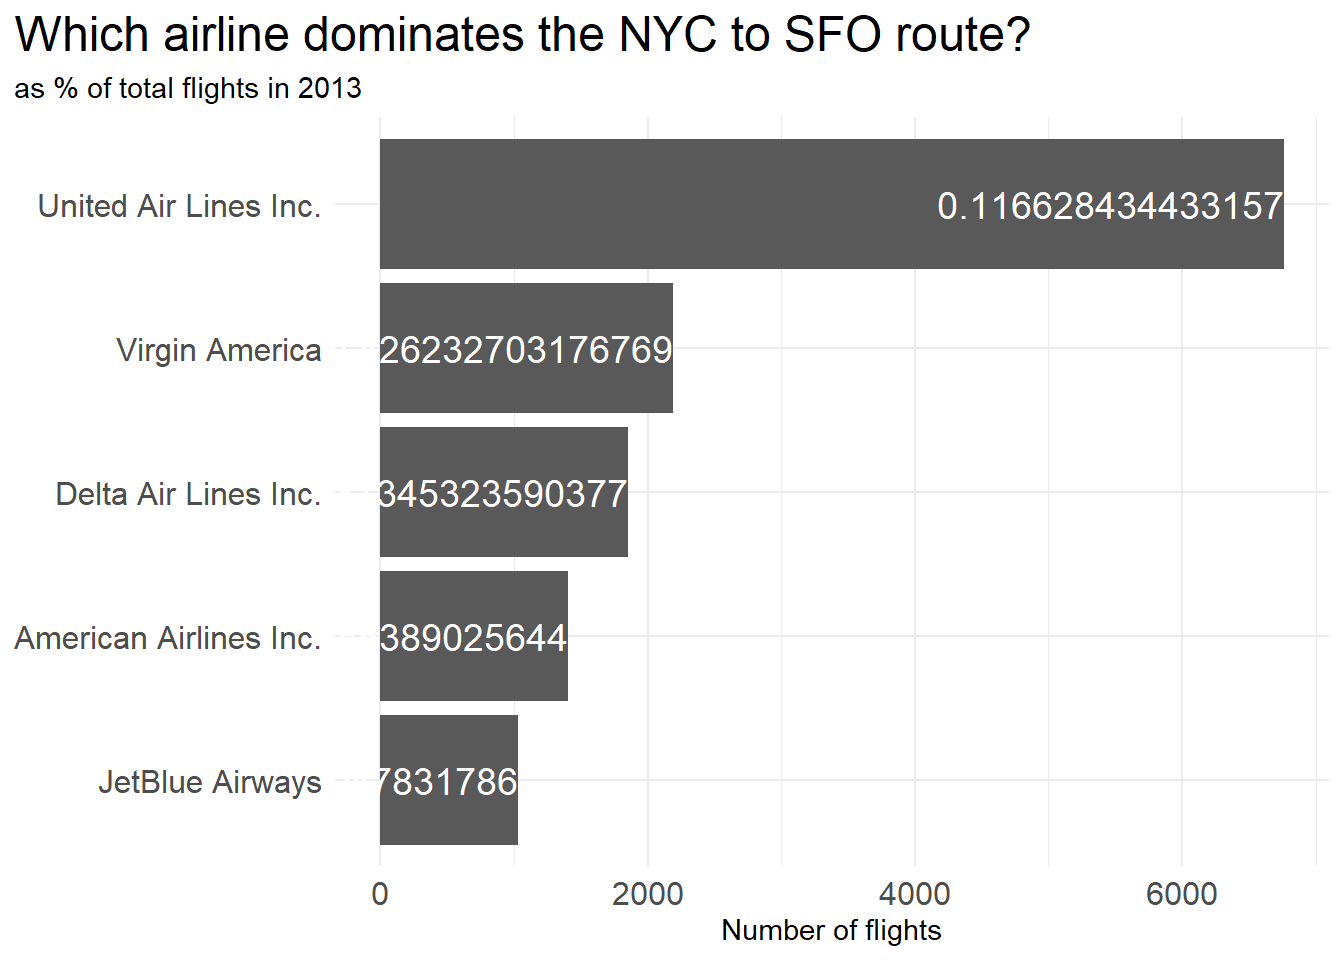 Which airline dominates the NYC to SFO route?
as % of total flights in 2013
United Air Lines Inc.
0.116628434433157
Virgin America
26232703176769
Delta Air Lines Inc.
345323590377
American Airlines Inc.
389025644
JetBlue Airways
7831786
0 2000 4000 6000
Number of flights